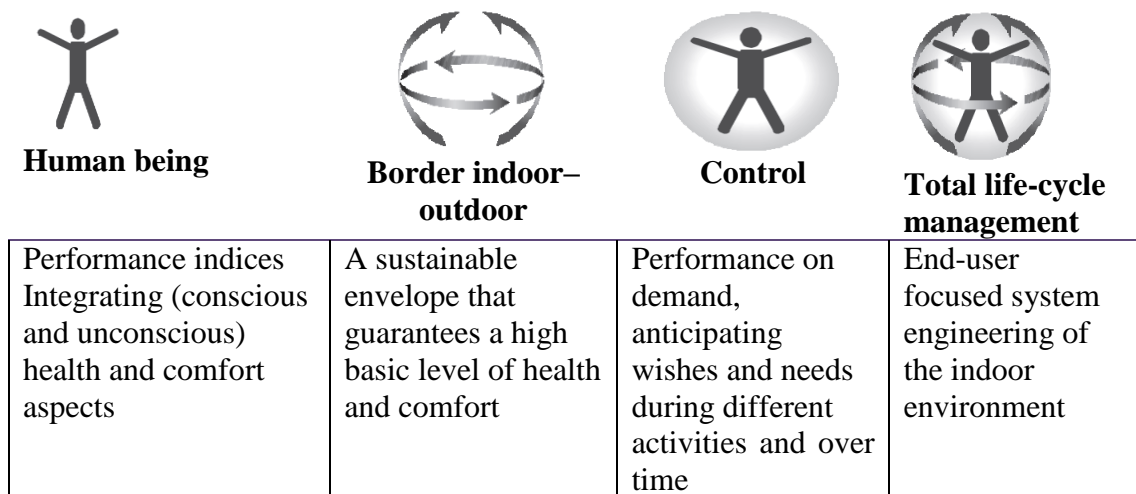 Human being
Border indoor–
outdoor
Control
Total life-cycle
management
Performance indices
Integrating (conscious
and unconscious)
health and comfort
aspects
A sustainable
envelope that
guarantees a high
basic level of health
and comfort
Performance on
demand,
anticipating
wishes and needs
during different
activities and over
time
End-user
focused system
engineering of
the indoor
environment